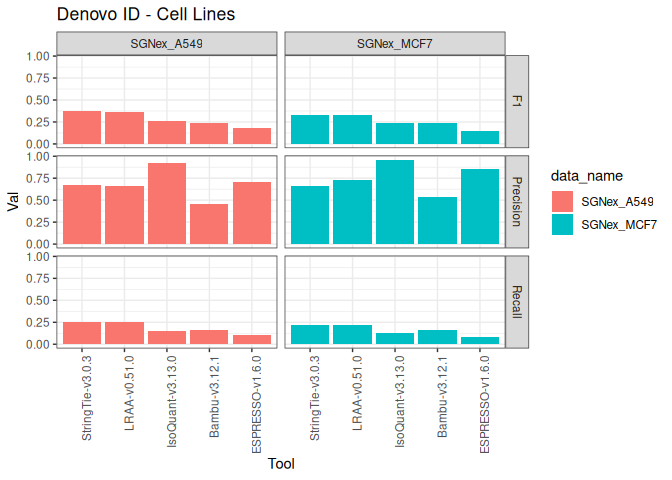 Denovo ID - Cell Lines
SGNex_A549
SGNex_MCF7
1.00
0.75
0.50
0.25
0.00
F1
1.00
0.75
0.50
0.25
0.00
Precision
1.00
0.75
0.50
0.25
0.00
Recall
Val
StringTie-v3.0.3
LRAA-v0.51.0
IsoQuant-v3.13.0
Bambu-v3.12.1
ESPRESSO-v1.6.0
StringTie-v3.0.3
LRAA-v0.51.0
IsoQuant-v3.13.0
Bambu-v3.12.1
ESPRESSO-v1.6.0
Tool
data_name
SGNex_A549
SGNex_MCF7